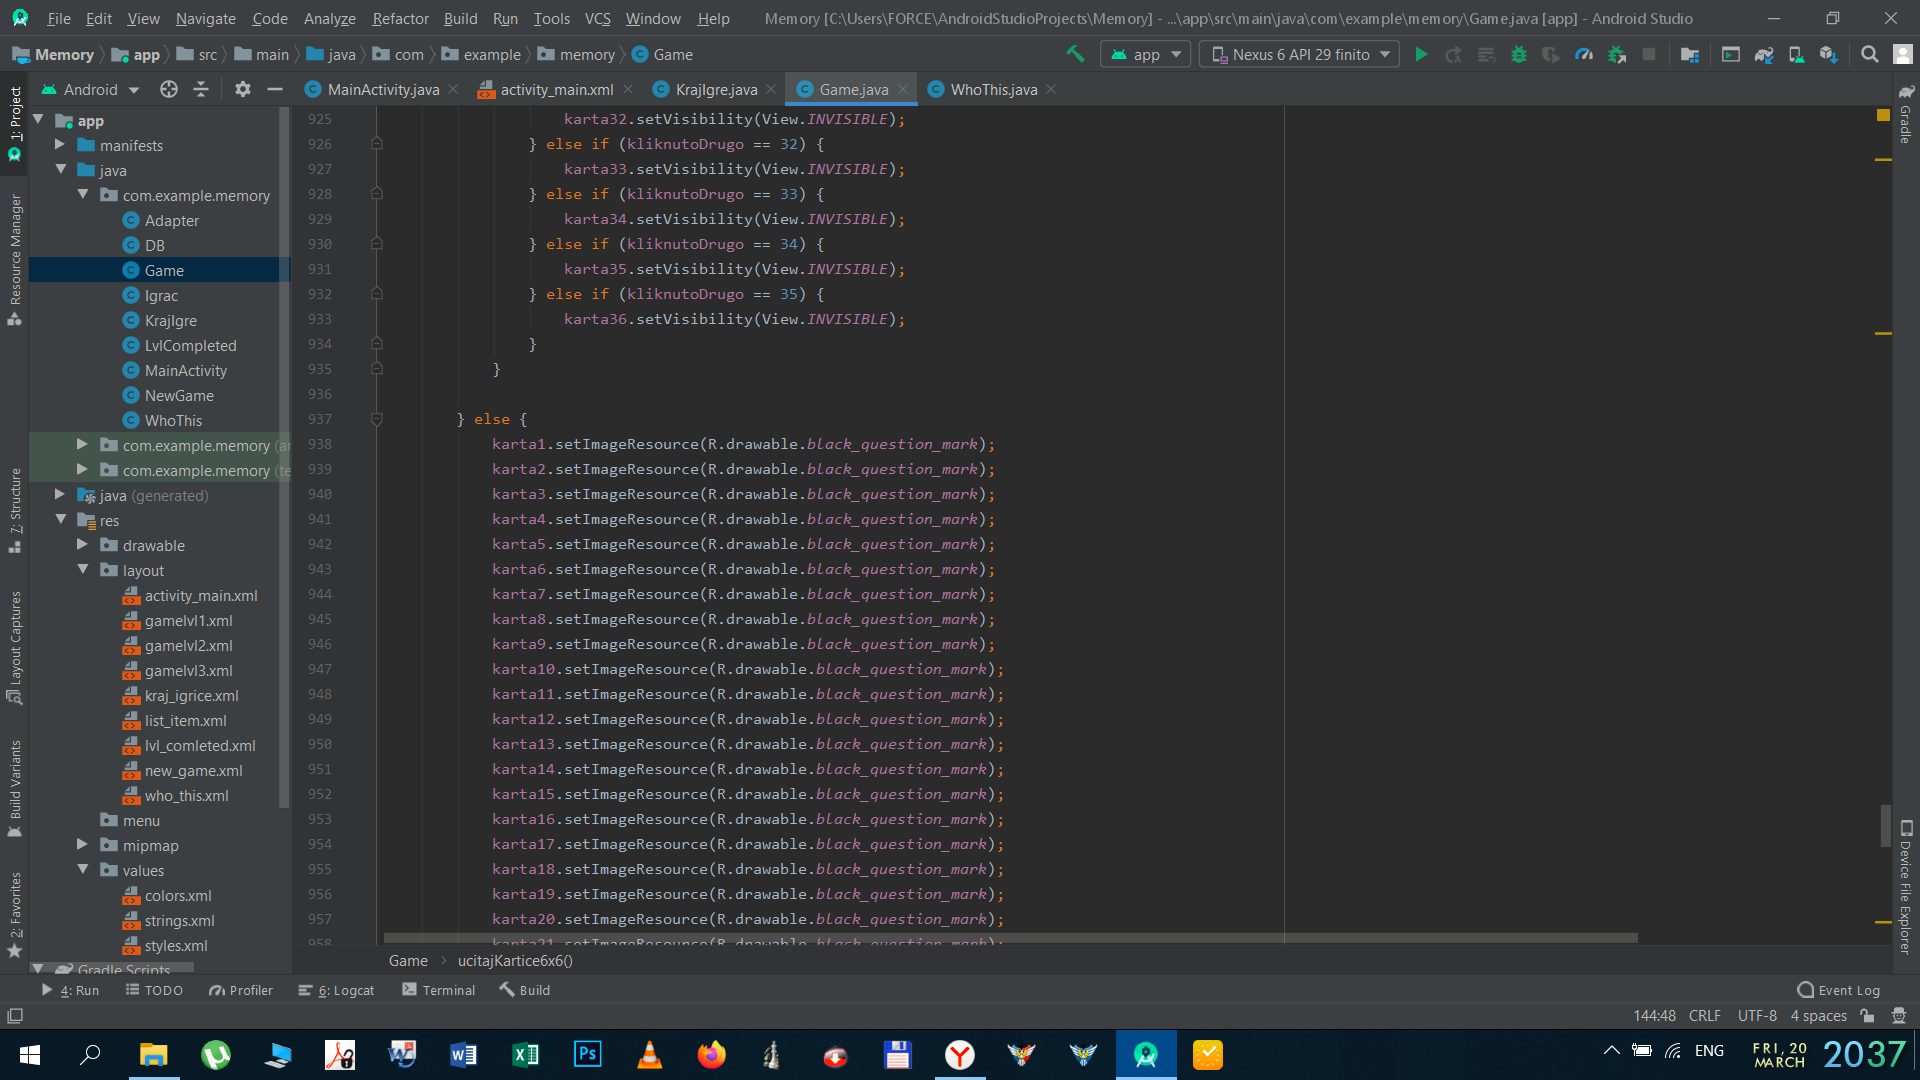 File Edit View Navigate Code Analyze Refactor Build Run Tools VCS Window Help Memory [C:\Users\FORCE\AndroidStudioProjects\Memory] - ...\app\src\main\java\com\example\memory\Game.java [app] - Android Studio
Memory app src main java com example memory Game app Nexus 6 API 29 finito
Android MainActivity.java activity_main.xml KrajIgre.java Game.java WhoThis.java
1: Project
Resource Manager
7: Structure
Layout Captures
Build Variants
2: Favorites
app
manifests
java
com.example.memory
Adapter
DB
Game
Igrac
KrajIgre
LvlCompleted
MainActivity
NewGame
WhoThis
com.example.memory (ar
com.example.memory (te
java (generated)
res
drawable
layout
activity_main.xml
gamelvl1.xml
gamelvl2.xml
gamelvl3.xml
kraj_igrice.xml
list_item.xml
lvl_comleted.xml
new_game.xml
who_this.xml
menu
mipmap
values
colors.xml
strings.xml
styles.xml
Gradle Scripts
925 karta32.setVisibility(View.INVISIBLE);
926 } else if (kliknutoDrugo == 32) {
927 karta33.setVisibility(View.INVISIBLE);
928 } else if (kliknutoDrugo == 33) {
929 karta34.setVisibility(View.INVISIBLE);
930 } else if (kliknutoDrugo == 34) {
931 karta35.setVisibility(View.INVISIBLE);
932 } else if (kliknutoDrugo == 35) {
933 karta36.setVisibility(View.INVISIBLE);
934 }
935 }
936
937 } else {
938 karta1.setImageResource(R.drawable.black_question_mark);
939 karta2.setImageResource(R.drawable.black_question_mark);
940 karta3.setImageResource(R.drawable.black_question_mark);
941 karta4.setImageResource(R.drawable.black_question_mark);
942 karta5.setImageResource(R.drawable.black_question_mark);
943 karta6.setImageResource(R.drawable.black_question_mark);
944 karta7.setImageResource(R.drawable.black_question_mark);
945 karta8.setImageResource(R.drawable.black_question_mark);
946 karta9.setImageResource(R.drawable.black_question_mark);
947 karta10.setImageResource(R.drawable.black_question_mark);
948 karta11.setImageResource(R.drawable.black_question_mark);
949 karta12.setImageResource(R.drawable.black_question_mark);
950 karta13.setImageResource(R.drawable.black_question_mark);
951 karta14.setImageResource(R.drawable.black_question_mark);
952 karta15.setImageResource(R.drawable.black_question_mark);
953 karta16.setImageResource(R.drawable.black_question_mark);
954 karta17.setImageResource(R.drawable.black_question_mark);
955 karta18.setImageResource(R.drawable.black_question_mark);
956 karta19.setImageResource(R.drawable.black_question_mark);
957 karta20.setImageResource(R.drawable.black_question_mark);
958 karta21.setImageResource(R.drawable.black_question_mark);
Gradle
Device File Explorer
Game ucitajKartice6x6()
4: Run TODO Profiler 6: Logcat Terminal Build Event Log
144:48 CRLF UTF-8 4 spaces
ENG FRI, 20 MARCH 2037